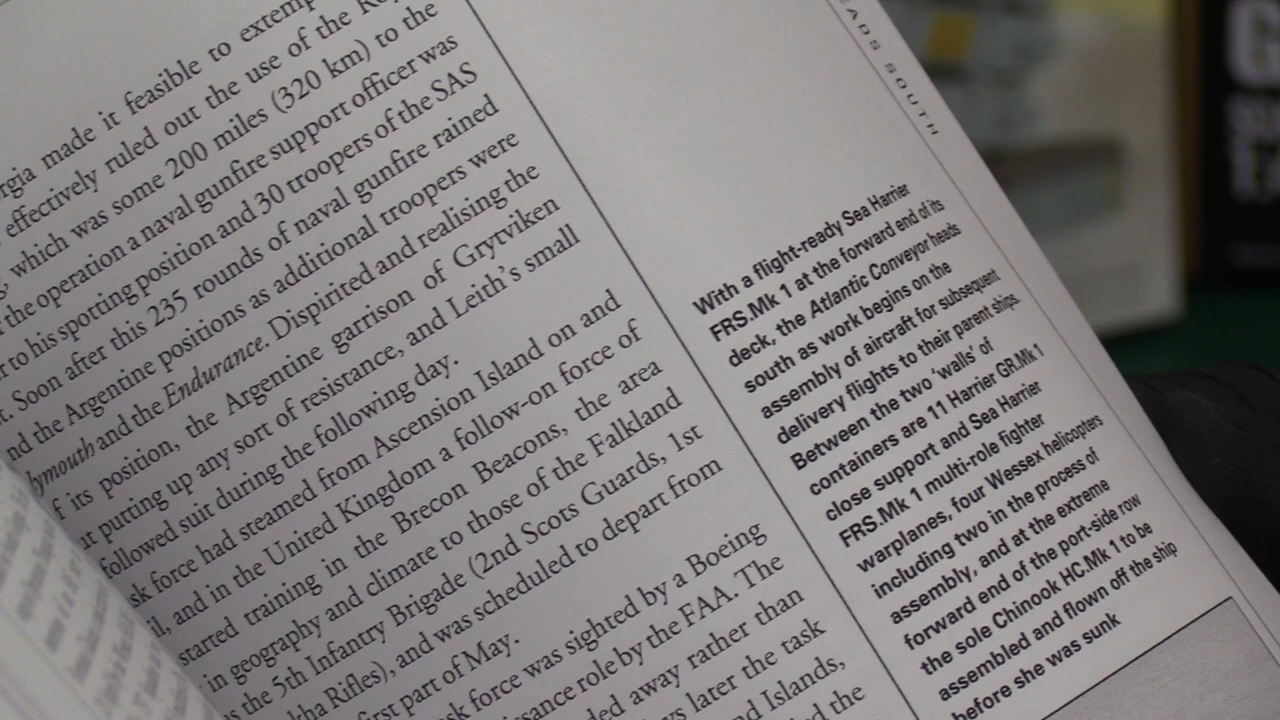 made it feasible to
effectively ruled out the use of the
which was some 200 miles (320 km) to the
the operation a naval gunfire support officer was
to his sporting position and 30 troopers of the SAS
Soon after this 235 rounds of naval gunfire rained
the Argentine positions as additional troopers were
and the Endurance. Dispirited and realising the
its position, the Argentine garrison of Grytviken
putting up any sort of resistance, and Leith's small
followed suit during the following day.
force had steamed from Ascension Island on and
and in the United Kingdom a follow-on force of
started training in the Brecon Beacons, the area
in geography and climate to those of the Falkland
the 5th Infantry Brigade (2nd Scots Guards, 1st
Rifles), and was scheduled to depart from
part of May.
force was sighted by a Boeing
role by the FAA. The
away rather than
later the task
Islands,
the
SOUTH
With a flight-ready Sea Harrier
FRS.Mk 1 at the forward end of its
deck, the Atlantic Conveyor heads
south as work begins on the
assembly of aircraft for subsequent
delivery flights to their parent ships.
Between the two 'walls' of
containers are 11 Harrier GR.Mk 1
close support and Sea Harrier
FRS.Mk 1 multi-role fighter
warplanes, four Wessex helicopters
including two in the process of
assembly, and at the extreme
forward end of the port-side row
the sole Chinook HC.Mk 1 to be
assembled and flown off the ship
before she was sunk